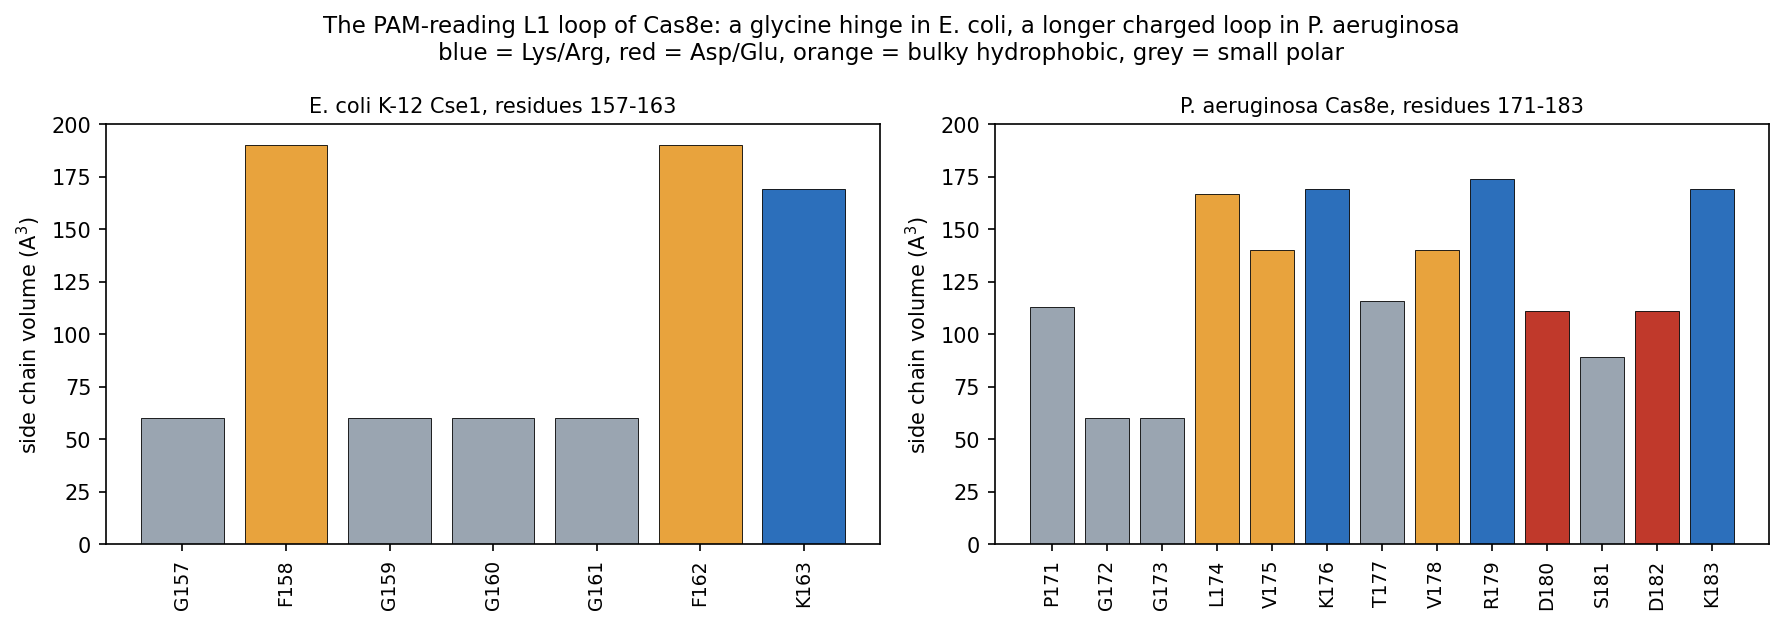 The PAM-reading L1 loop of Cas8e: a glycine hinge in E. coli, a longer charged loop in P. aeruginosa
blue = Lys/Arg, red = Asp/Glu, orange = bulky hydrophobic, grey = small polar
E. coli K-12 Cse1, residues 157-163
side chain volume (A³)
200
175
150
125
100
75
50
25
0
G157
F158
G159
G160
G161
F162
K163
P. aeruginosa Cas8e, residues 171-183
side chain volume (A³)
200
175
150
125
100
75
50
25
0
P171
G172
G173
L174
V175
K176
T177
V178
R179
D180
S181
D182
K183